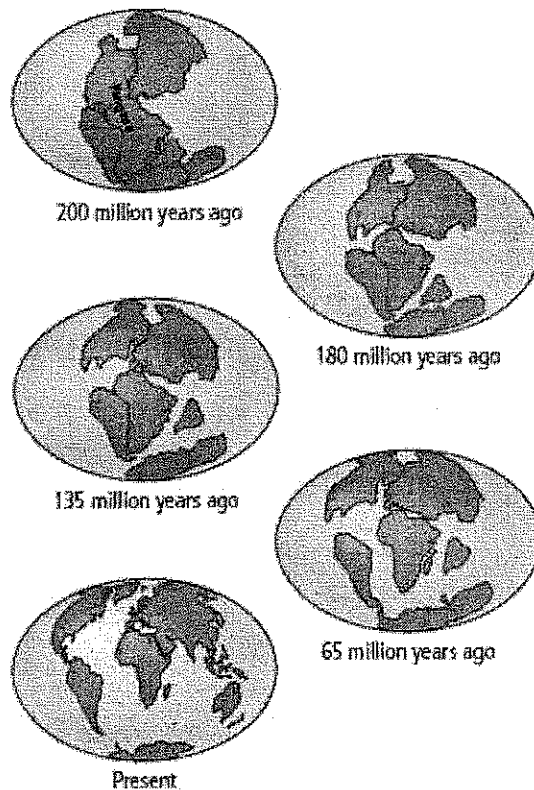 200 million years ago
180 million years ago
135 million years ago
65 million years ago
Present